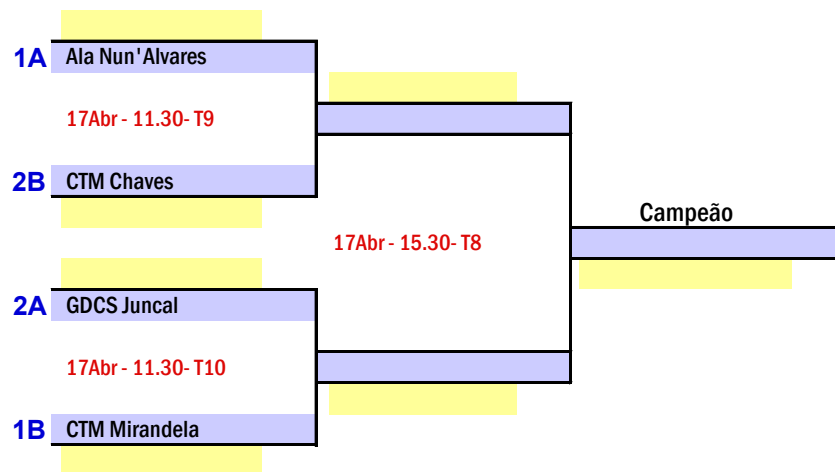 1A Ala Nun'Alvares
17Abr - 11.30- T9
2B CTM Chaves
17Abr - 15.30- T8
Campeão
2A GDCS Juncal
17Abr - 11.30- T10
1B CTM Mirandela